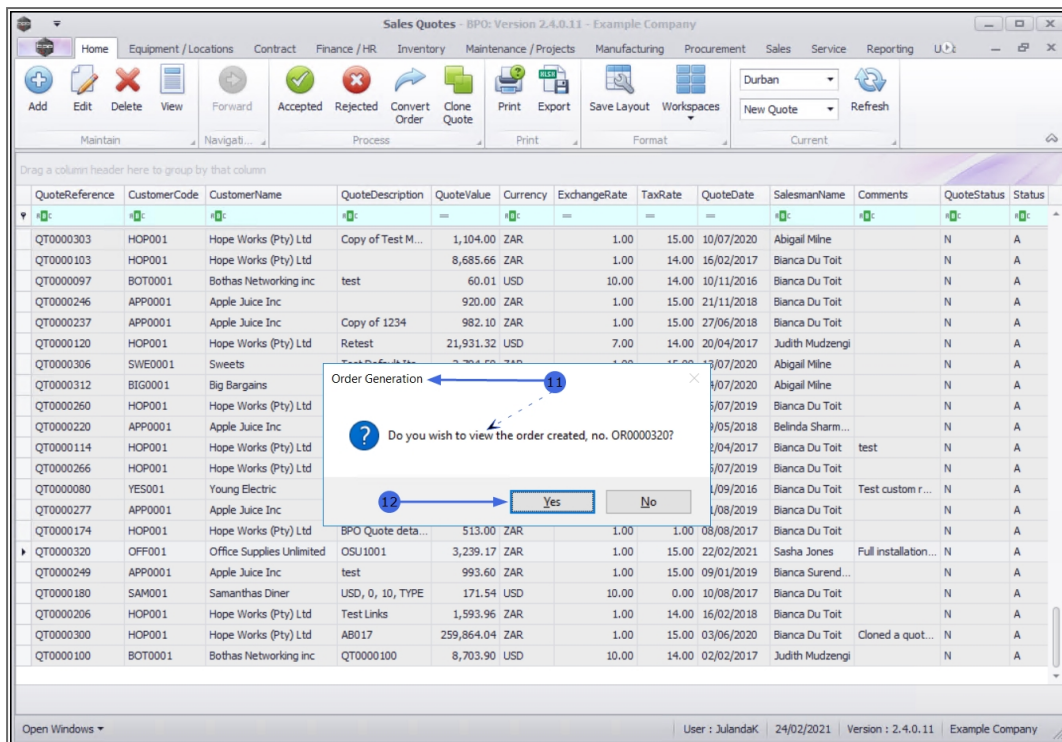 Sales Quotes - BPO: Version 2.4.0.11 - Example Company
Home Equipment / Locations Contract Finance / HR Inventory Maintenance / Projects Manufacturing Procurement Sales Service Reporting
Add Edit Delete View Forward Accepted Rejected Convert Order Clone Quote Print Export Save Layout Workspaces Durban New Quote Refresh
Maintain Navigati... Process Print Format Current
Drag a column header here to group by that column
QuoteReference CustomerCode CustomerName QuoteDescription QuoteValue Currency ExchangeRate TaxRate QuoteDate SalesmanName Comments QuoteStatus Status
QT0000303 HOP001 Hope Works (Pty) Ltd Copy of Test M... 1,104.00 ZAR 1.00 15.00 10/07/2020 Abigail Milne N A
QT0000103 HOP001 Hope Works (Pty) Ltd 8,685.66 ZAR 1.00 14.00 16/02/2017 Bianca Du Toit N A
QT0000097 BOT0001 Bothas Networking inc test 60.01 USD 10.00 14.00 10/11/2016 Bianca Du Toit N A
QT0000246 APP0001 Apple Juice Inc 920.00 ZAR 1.00 15.00 21/11/2018 Bianca Du Toit N A
QT0000237 APP0001 Apple Juice Inc Copy of 1234 982.10 ZAR 1.00 15.00 27/06/2018 Bianca Du Toit N A
QT0000120 HOP001 Hope Works (Pty) Ltd Retest 21,931.32 USD 7.00 14.00 20/04/2017 Judith Mudzengi N A
QT0000306 SWE0001 Sweets /07/2020 Abigail Milne N A
QT0000312 BIG0001 Big Bargains /07/2020 Abigail Milne N A
QT0000260 HOP001 Hope Works (Pty) Ltd /07/2019 Bianca Du Toit N A
QT0000220 APP0001 Apple Juice Inc /05/2018 Belinda Sharm... N A
QT0000114 HOP001 Hope Works (Pty) Ltd /04/2017 Bianca Du Toit test N A
QT0000266 HOP001 Hope Works (Pty) Ltd /07/2019 Bianca Du Toit N A
QT0000080 YES001 Young Electric /09/2016 Bianca Du Toit Test custom r... N A
QT0000277 APP0001 Apple Juice Inc /08/2019 Bianca Du Toit N A
Order Generation 11
Do you wish to view the order created, no. OR0000320?
12 Yes No
QT0000174 HOP001 Hope Works (Pty) Ltd BPO Quote deta... 513.00 ZAR 1.00 1.00 08/08/2017 Bianca Du Toit N A
QT0000320 OFF001 Office Supplies Unlimited OSU1001 3,239.17 ZAR 1.00 15.00 22/02/2021 Sasha Jones Full installation... N A
QT0000249 APP0001 Apple Juice Inc test 993.60 ZAR 1.00 15.00 09/01/2019 Bianca Surend... N A
QT0000180 SAM001 Samanthas Diner USD, 0, 10, TYPE 171.54 USD 10.00 0.00 10/08/2017 Bianca Du Toit N A
QT0000206 HOP001 Hope Works (Pty) Ltd Test Links 1,593.96 ZAR 1.00 14.00 16/02/2018 Bianca Du Toit N A
QT0000300 HOP001 Hope Works (Pty) Ltd AB017 259,864.04 ZAR 1.00 15.00 03/06/2020 Bianca Du Toit Cloned a quot... N A
QT0000100 BOT0001 Bothas Networking inc QT0000100 8,703.90 USD 10.00 14.00 02/02/2017 Judith Mudzengi N A
Open Windows User : JulandaK 24/02/2021 Version : 2.4.0.11 Example Company